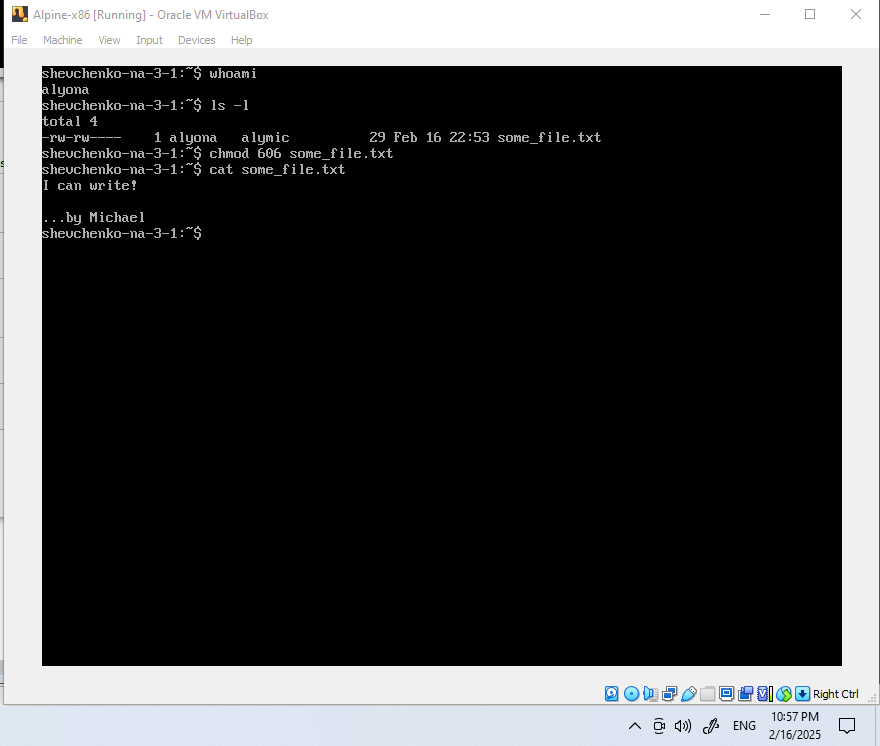 Alpine-x86 [Running] - Oracle VM VirtualBox
File Machine View Input Devices Help
shevchenko-na-3-1:~$ whoami
alyona
shevchenko-na-3-1:~$ ls -l
total 4
-rw-rw---- 1 alyona alymic 29 Feb 16 22:53 some_file.txt
shevchenko-na-3-1:~$ chmod 606 some_file.txt
shevchenko-na-3-1:~$ cat some_file.txt
I can write!
...by Michael
shevchenko-na-3-1:~$
Right Ctrl
ENG
10:57 PM
2/16/2025